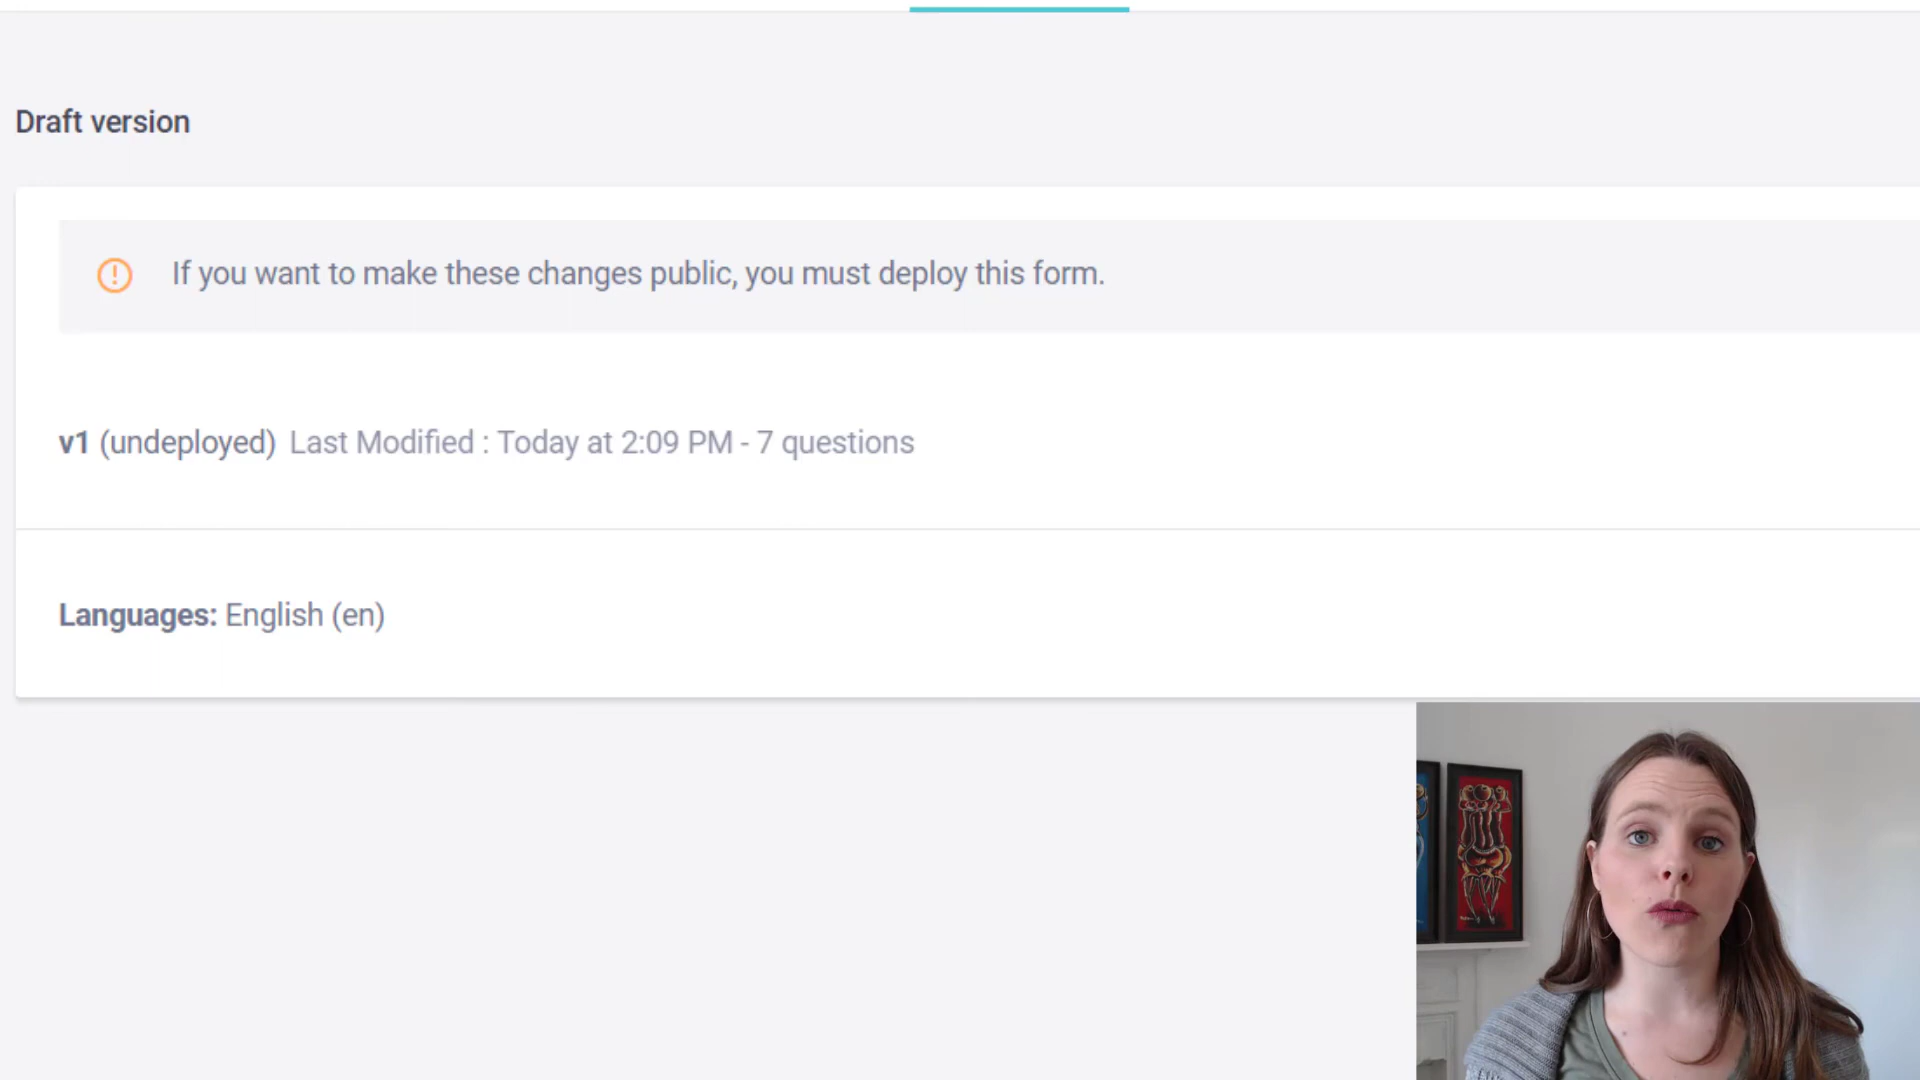 Draft version
If you want to make these changes public, you must deploy this form.
v1 (undeployed) Last Modified : Today at 2:09 PM - 7 questions
Languages: English (en)